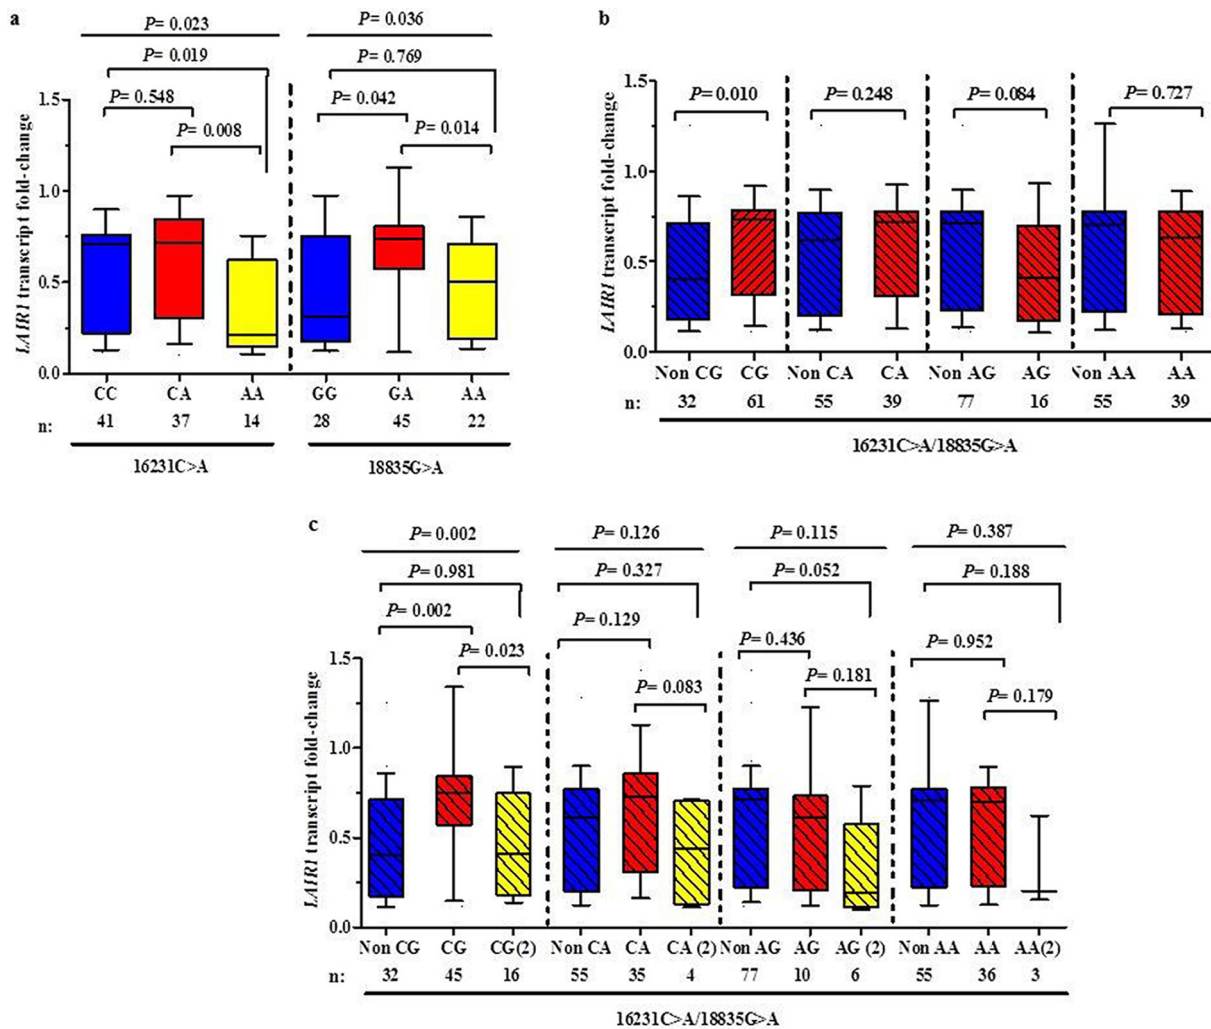 a
P= 0.023
P= 0.036
P= 0.019
P= 0.769
P= 0.548
P= 0.042
P= 0.008
P= 0.014
LAIR1 transcript fold-change
1.5
1.0
0.5
0.0
CC CA AA GG GA AA
n: 41 37 14 28 45 22
16231C>A 18835G>A
b
P= 0.010 P= 0.248 P= 0.084 P= 0.727
LAIR1 transcript fold-change
1.5
1.0
0.5
0.0
Non CG CG Non CA CA Non AG AG Non AA AA
n: 32 61 55 39 77 16 55 39
16231C>A/18835G>A
c
P= 0.002 P= 0.126 P= 0.115 P= 0.387
P= 0.981 P= 0.327 P= 0.052 P= 0.188
P= 0.002 P= 0.129 P= 0.436 P= 0.952
P= 0.023 P= 0.083 P= 0.181 P= 0.179
LAIR1 transcript fold-change
1.5
1.0
0.5
0.0
Non CG CG CG(2) Non CA CA CA (2) Non AG AG AG (2) Non AA AA AA(2)
n: 32 45 16 55 35 4 77 10 6 55 36 3
16231C>A/18835G>A